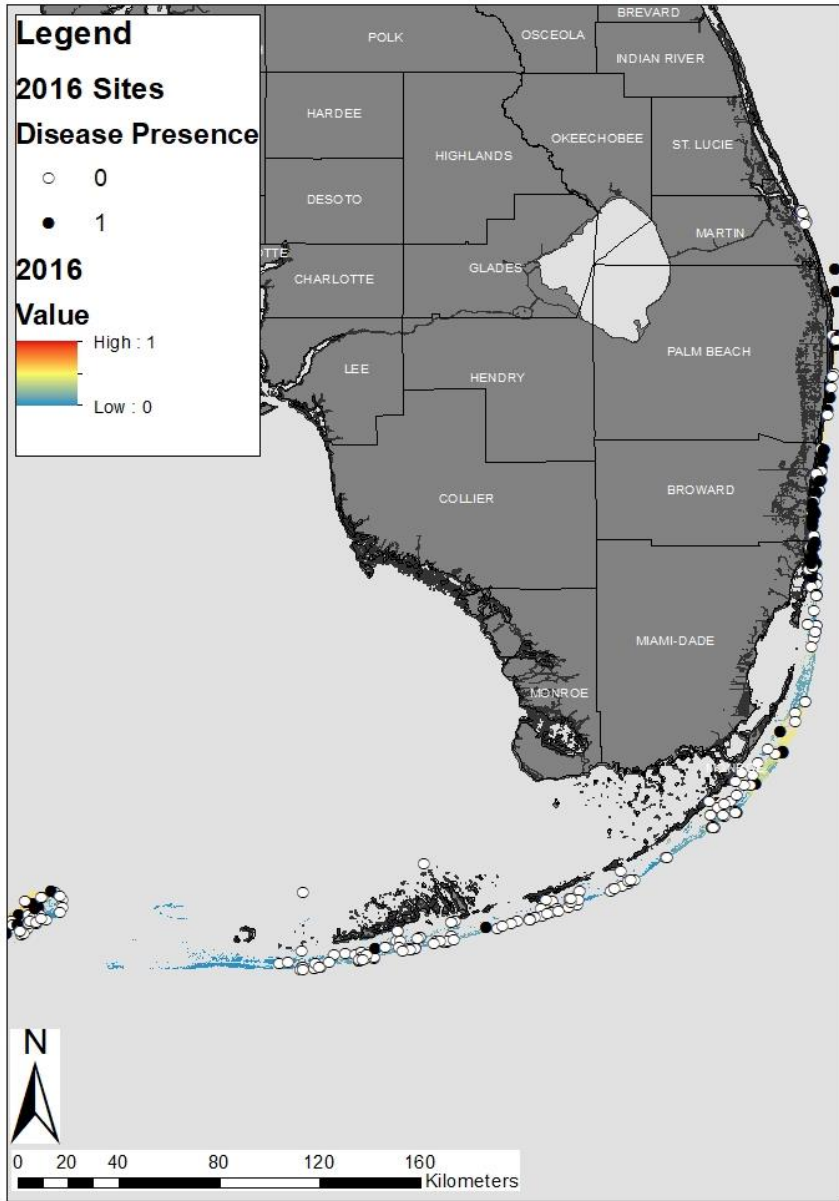 Legend
2016 Sites
Disease Presence
0
1
2016
Value
High : 1
Low : 0
BREVARD
POLK
OSCEOLA
INDIAN RIVER
HARDEE
OKEECHOBEE
ST. LUCIE
HIGHLANDS
DESOTO
MARTIN
GLADES
CHARLOTTE
PALM BEACH
LEE
HENDRY
COLLIER
BROWARD
MIAMI-DADE
MONROE
N
0 20 40 80 120 160
Kilometers